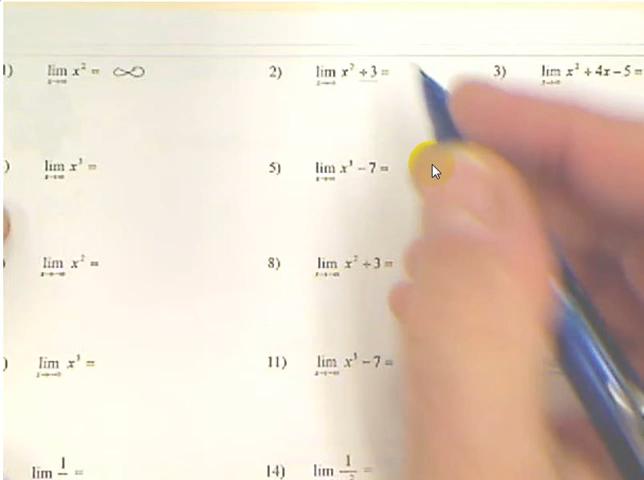 1) lim x² = ∞ 2) lim x² + 3 = 3) lim x² + 4x − 5 =
) lim x³ = 5) lim x³ − 7 =
lim x² = 8) lim x² + 3 =
) lim x³ = 11) lim x³ − 7 =
lim 1 = 14) lim 1 =